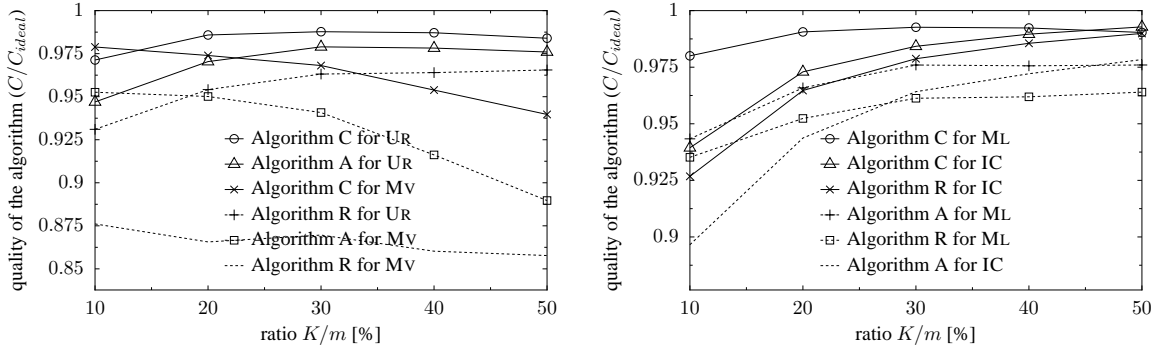 1
0.975
0.95
0.925
0.9
0.875
0.85
10
20
30
40
50
quality of the algorithm (C/C_ideal)
ratio K/m [%]
Algorithm C for UR
Algorithm A for UR
Algorithm C for MV
Algorithm R for UR
Algorithm A for MV
Algorithm R for MV
1
0.975
0.95
0.925
0.9
10
20
30
40
50
quality of the algorithm (C/C_ideal)
ratio K/m [%]
Algorithm C for ML
Algorithm C for IC
Algorithm R for IC
Algorithm A for ML
Algorithm R for ML
Algorithm A for IC